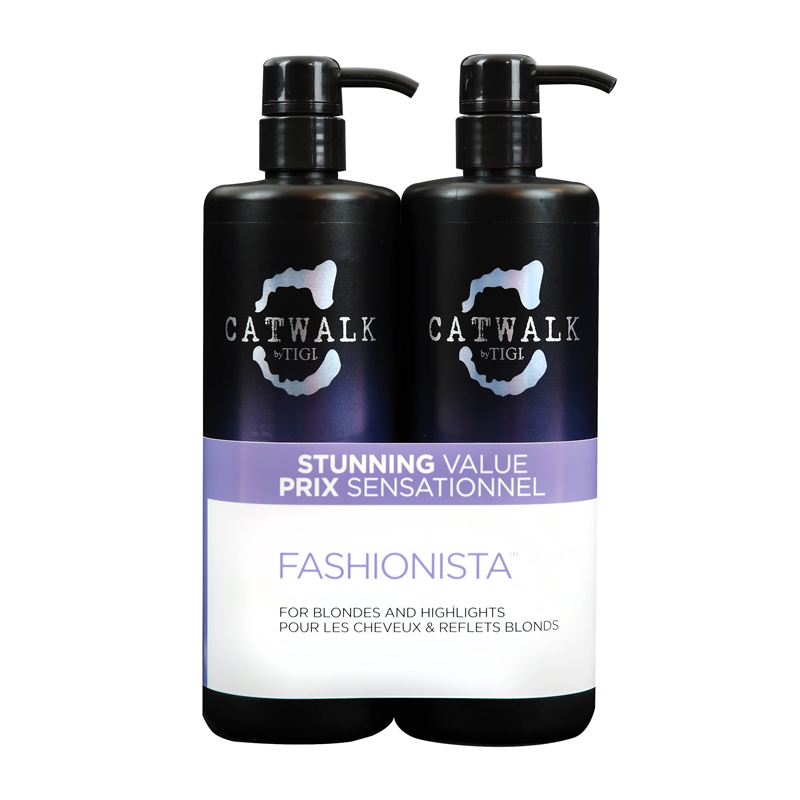 CATWALK
by TIGI
CATWALK
by TIGI
STUNNING VALUE
PRIX SENSATIONNEL
FASHIONISTA™
FOR BLONDES AND HIGHLIGHTS
POUR LES CHEVEUX & REFLETS BLONDS